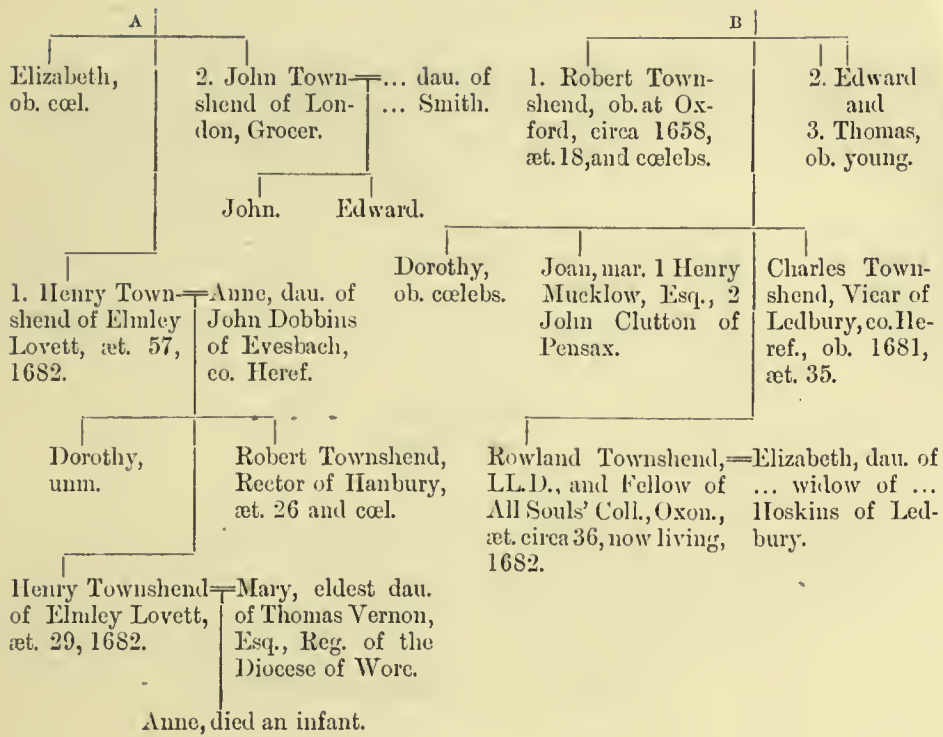 A
B
Elizabeth,
ob. cœl.
2. John Town-
shend of Lon-
don, Grocer.
... dau. of
... Smith.
1. Robert Town-
shend, ob. at Ox-
ford, circa 1658,
æt. 18, and cœlebs.
2. Edward
and
3. Thomas,
ob. young.
John.
Edward.
Dorothy,
ob. cœlebs.
Joan, mar. 1 Henry
Mucklow, Esq., 2
John Clutton of
Pensax.
Charles Town-
shend, Vicar of
Ledbury, co. He-
ref., ob. 1681,
æt. 35.
1. Henry Town-
shend of Elmley
Lovett, æt. 57,
1682.
Anne, dau. of
John Dobbins
of Evesbach,
co. Heref.
Dorothy,
unm.
Robert Townshend,
Rector of Hanbury,
æt. 26 and cœl.
Rowland Townshend,
LL.D., and Fellow of
All Souls' Coll., Oxon.,
æt. circa 36, now living,
1682.
Elizabeth, dau. of
... widow of ...
Hoskins of Led-
bury.
Henry Townshend
of Elmley Lovett,
æt. 29, 1682.
Mary, eldest dau.
of Thomas Vernon,
Esq., Reg. of the
Diocese of Worc.
Anne, died an infant.